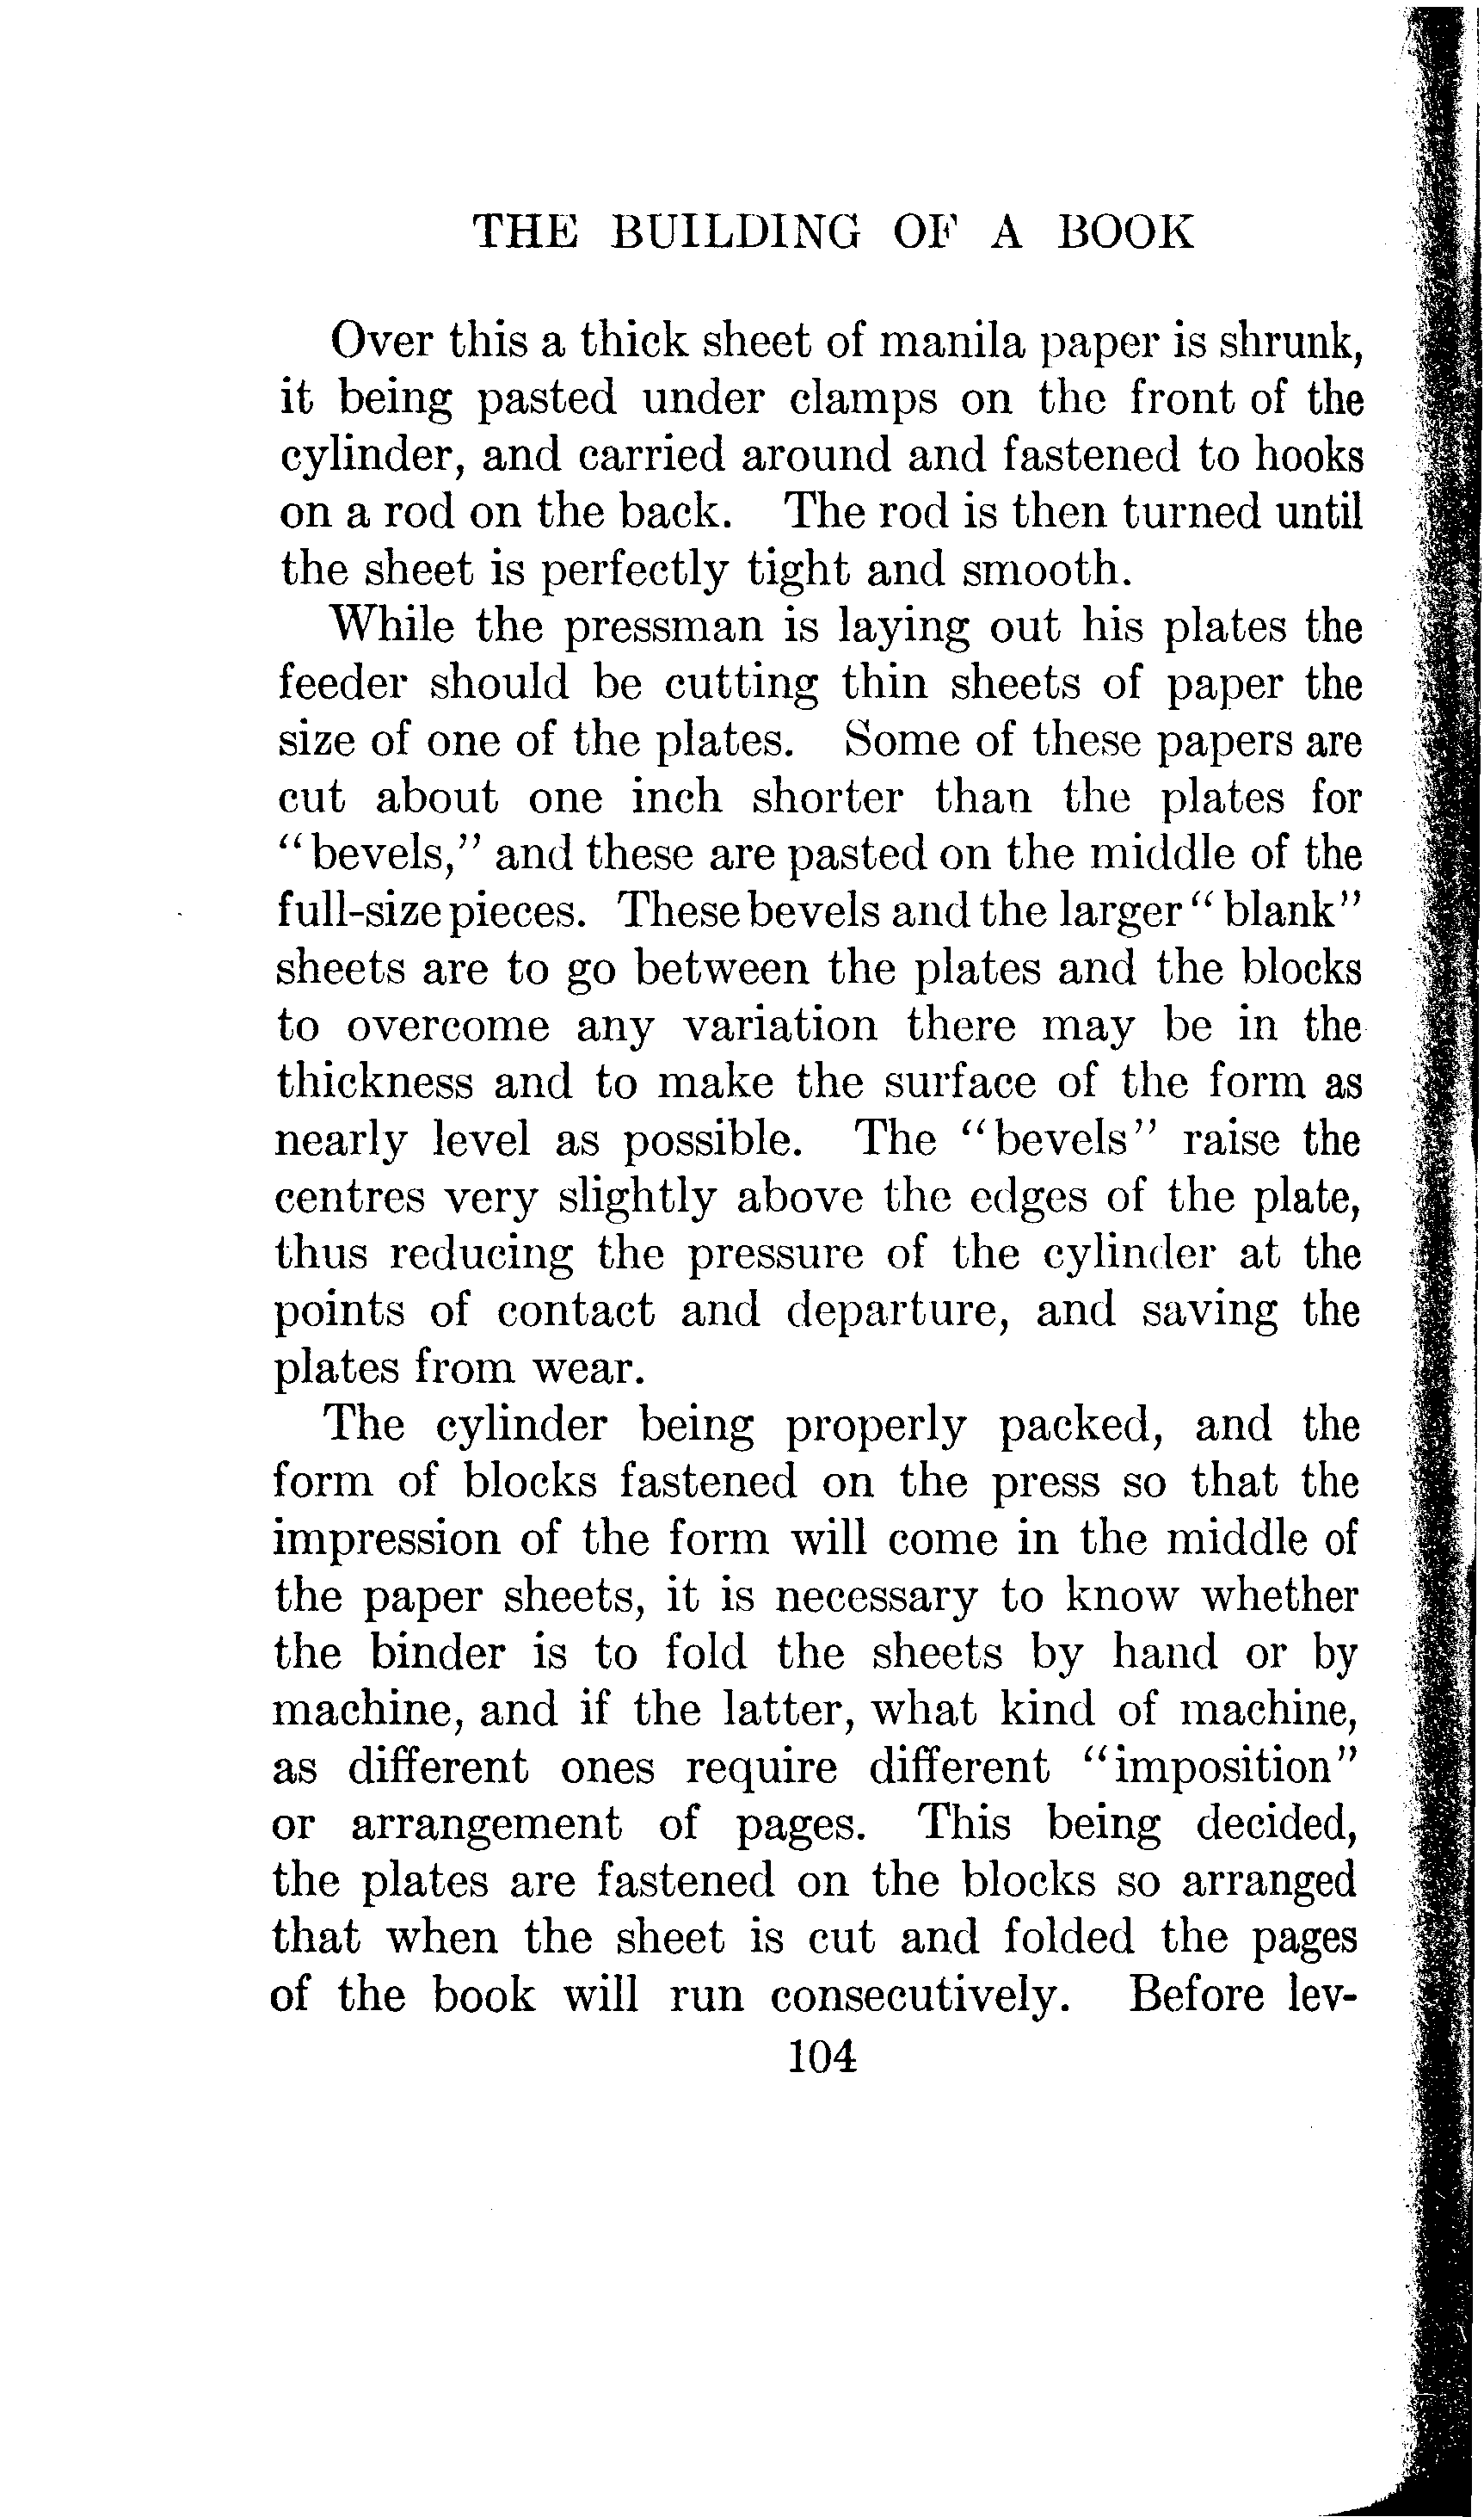 THE BUILDING OF A BOOK
Over this a thick sheet of manila paper is shrunk,
it being pasted under clamps on the front of the
cylinder, and carried around and fastened to hooks
on a rod on the back. The rod is then turned until
the sheet is perfectly tight and smooth.
While the pressman is laying out his plates the
feeder should be cutting thin sheets of paper the
size of one of the plates. Some of these papers are
cut about one inch shorter than the plates for
"bevels," and these are pasted on the middle of the
full-size pieces. These bevels and the larger "blank"
sheets are to go between the plates and the blocks
to overcome any variation there may be in the
thickness and to make the surface of the form as
nearly level as possible. The "bevels" raise the
centres very slightly above the edges of the plate,
thus reducing the pressure of the cylinder at the
points of contact and departure, and saving the
plates from wear.
The cylinder being properly packed, and the
form of blocks fastened on the press so that the
impression of the form will come in the middle of
the paper sheets, it is necessary to know whether
the binder is to fold the sheets by hand or by
machine, and if the latter, what kind of machine,
as different ones require different "imposition"
or arrangement of pages. This being decided,
the plates are fastened on the blocks so arranged
that when the sheet is cut and folded the pages
of the book will run consecutively. Before lev-
104